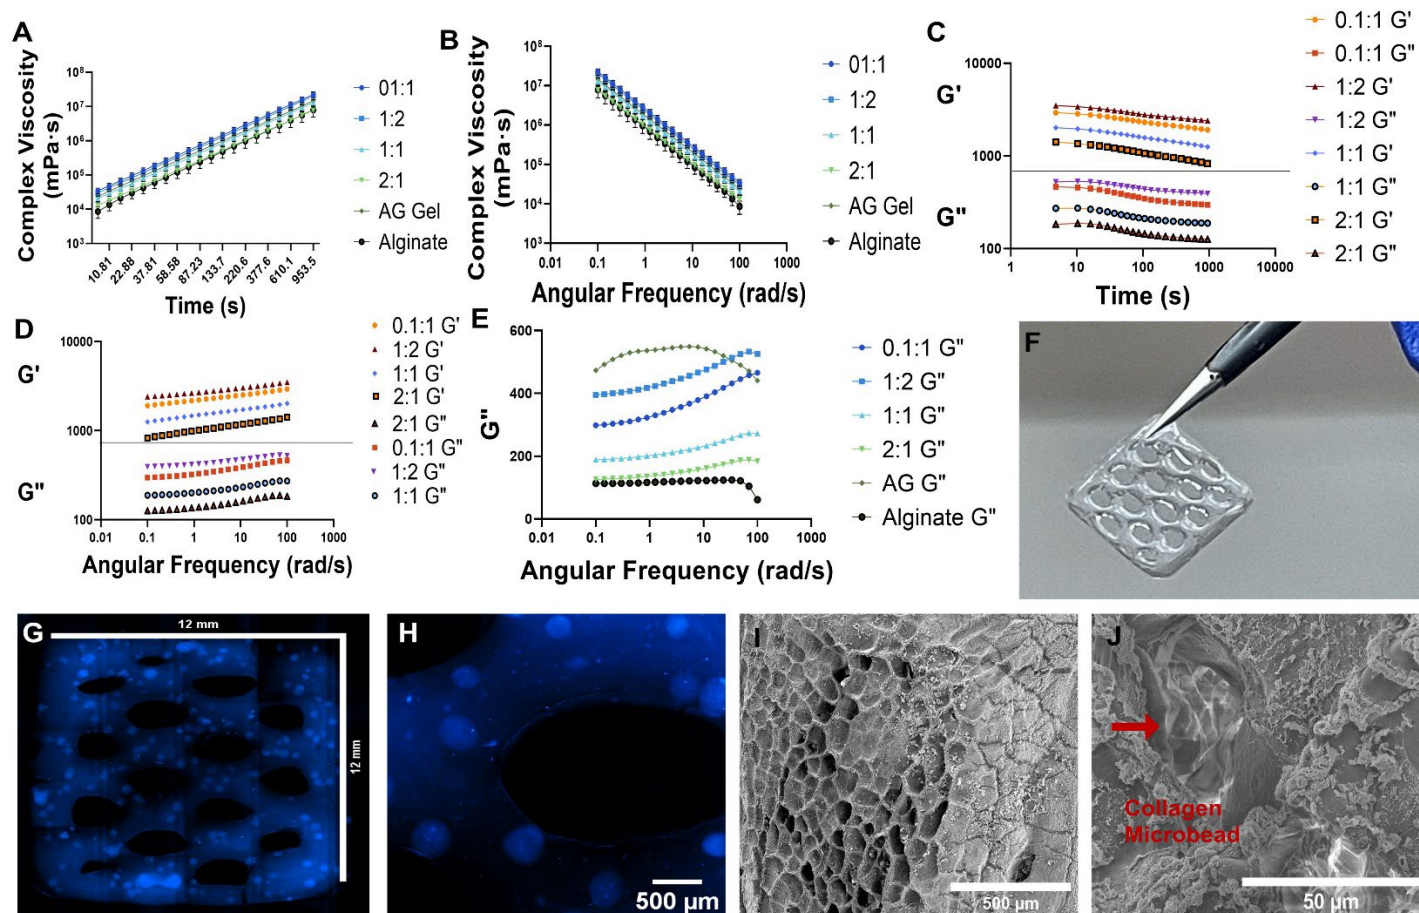 A
Complex Viscosity
(mPa·s)
10⁸
10⁷
10⁶
10⁵
10⁴
10³
10.81
22.88
37.81
58.58
87.23
133.7
220.6
377.6
610.1
953.5
Time (s)
01:1
1:2
1:1
2:1
AG Gel
Alginate
B
Complex Viscosity
(mPa·s)
10⁸
10⁷
10⁶
10⁵
10⁴
10³
0.01 0.1 1 10 100 1000
Angular Frequency (rad/s)
01:1
1:2
1:1
2:1
AG Gel
Alginate
C
G'
G"
10000
1000
100
1 10 100 1000 10000
Time (s)
0.1:1 G'
0.1:1 G"
1:2 G'
1:2 G"
1:1 G'
1:1 G"
2:1 G'
2:1 G"
D
G'
G"
10000
1000
100
0.01 0.1 1 10 100 1000
Angular Frequency (rad/s)
0.1:1 G'
1:2 G'
1:1 G'
2:1 G'
2:1 G"
0.1:1 G"
1:2 G"
1:1 G"
E
G"
600
400
200
0
0.01 0.1 1 10 100 1000
Angular Frequency (rad/s)
0.1:1 G"
1:2 G"
1:1 G"
2:1 G"
AG G"
Alginate G"
F
G
12 mm
12 mm
H
500 µm
I
500 µm
J
Collagen
Microbead
50 µm